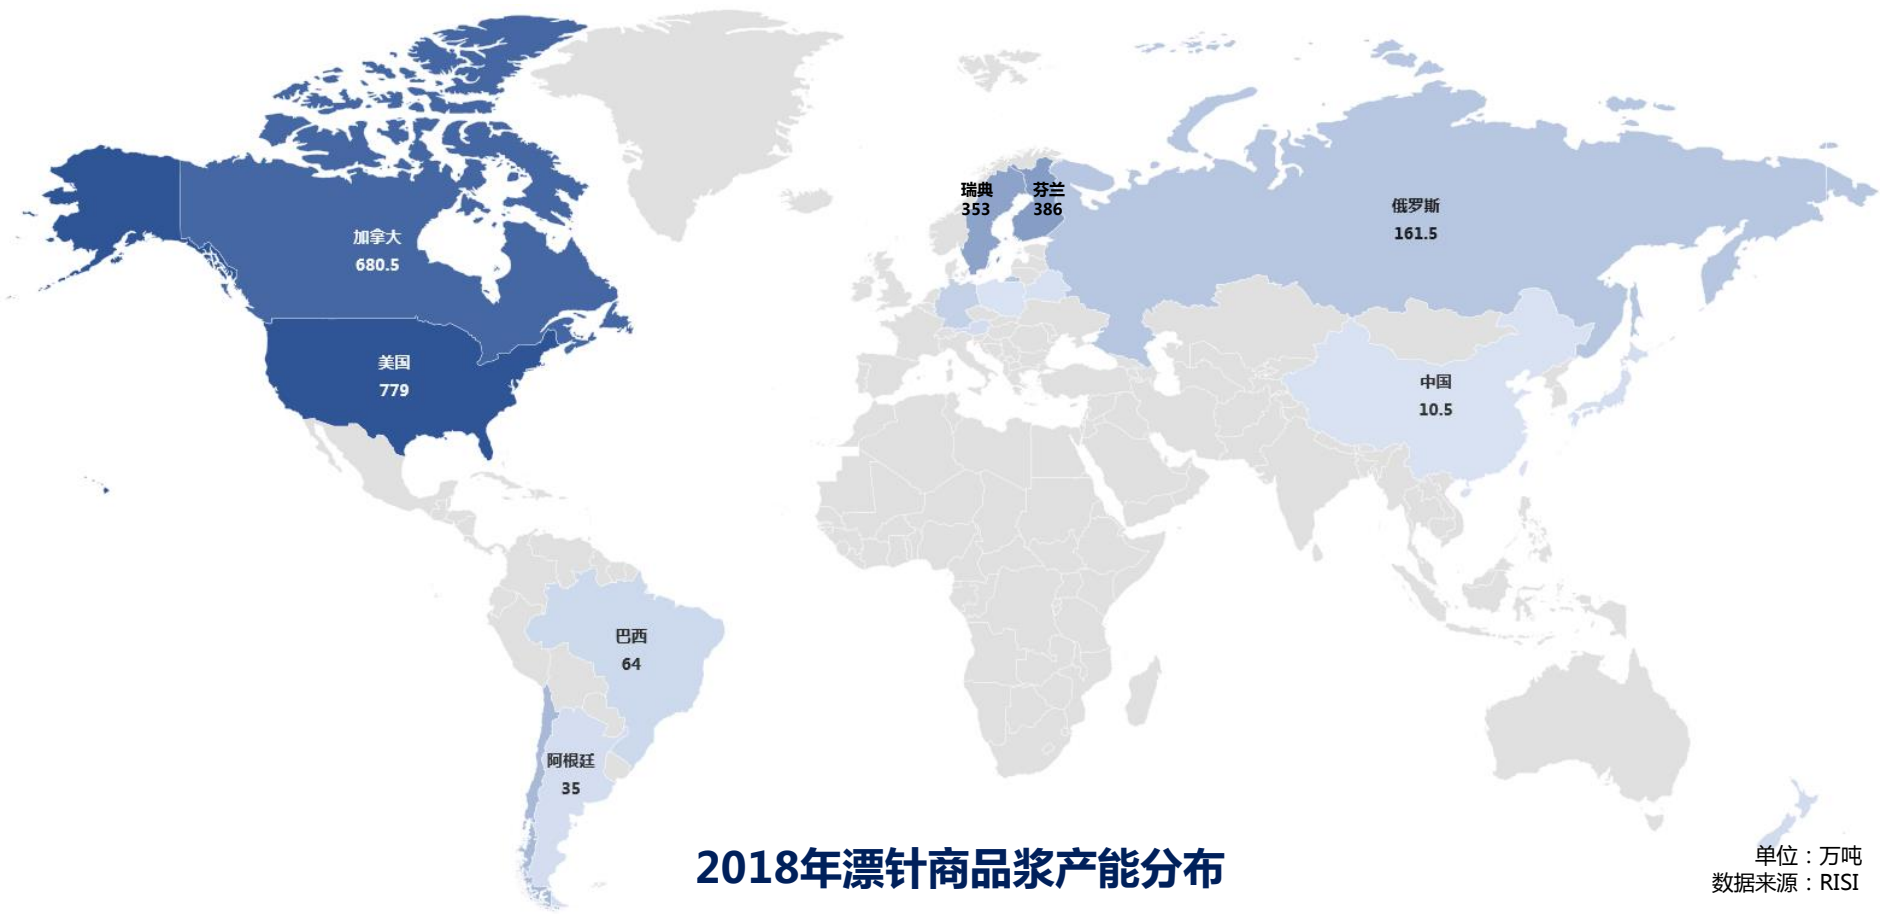 瑞典
353
芬兰
386
俄罗斯
161.5
加拿大
680.5
美国
779
中国
10.5
巴西
64
阿根廷
35
2018年漂针商品浆产能分布
单位：万吨
数据来源：RISI